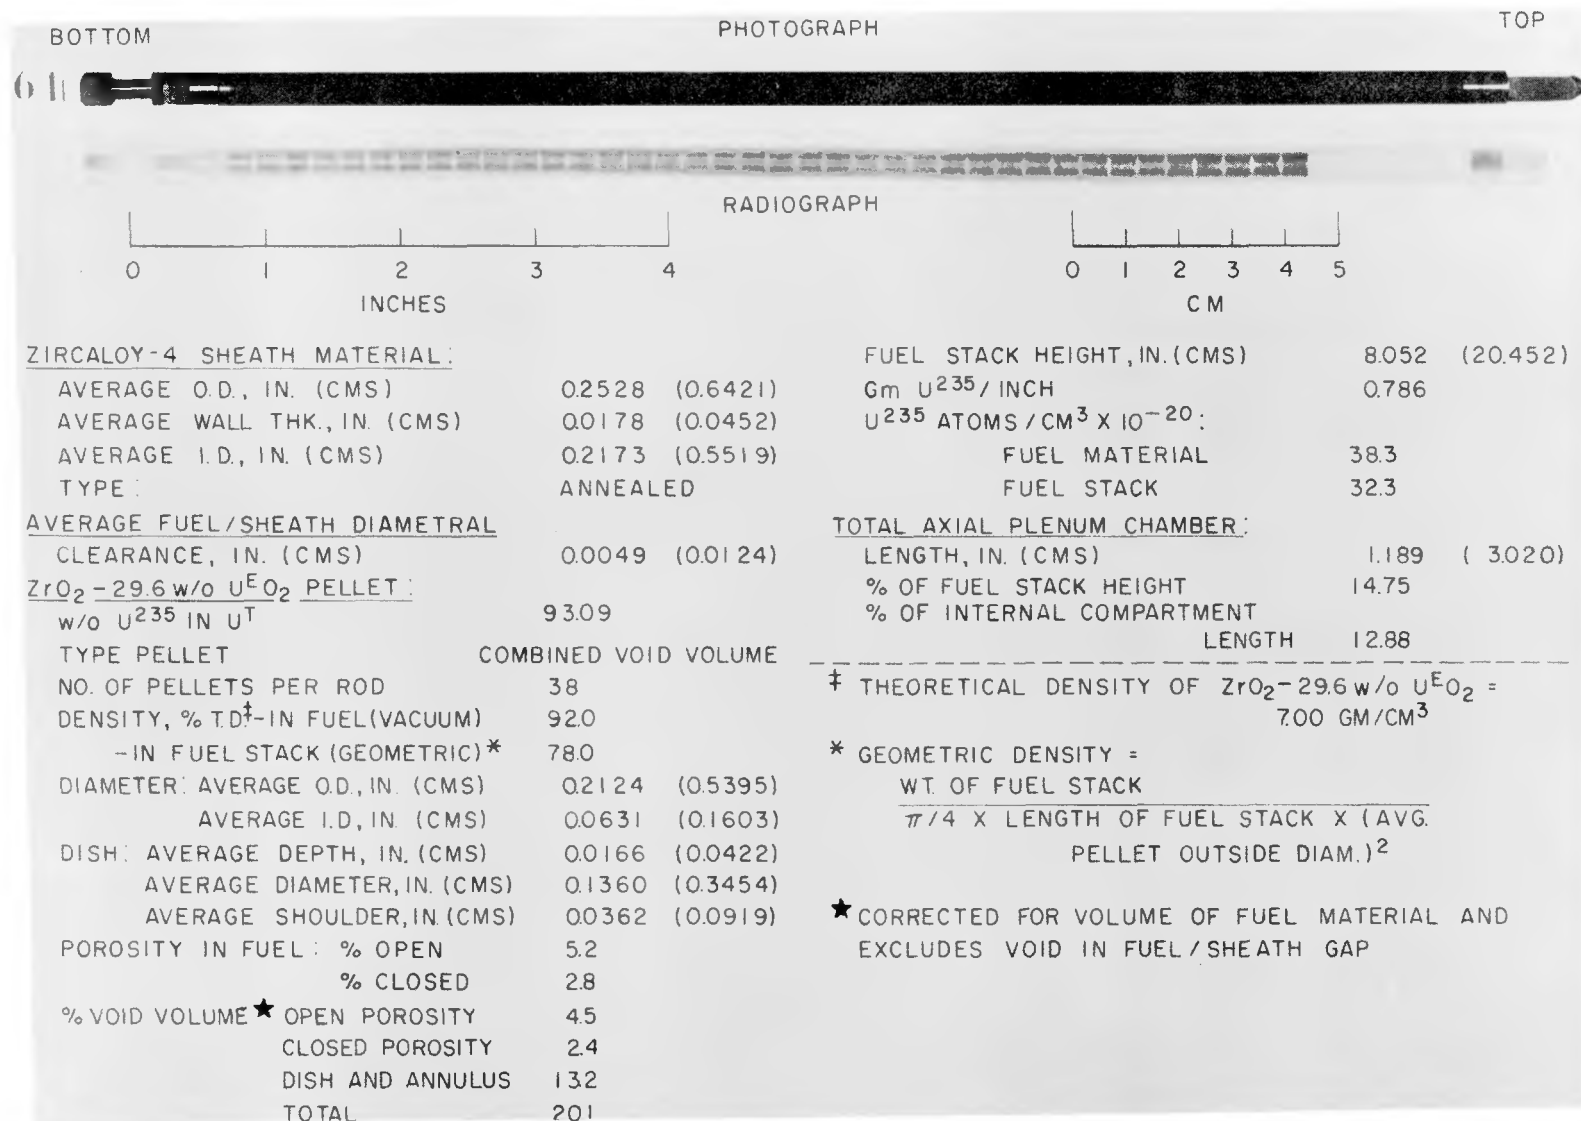 BOTTOM
PHOTOGRAPH
TOP
61
RADIOGRAPH
0 1 2 3 4
INCHES
0 1 2 3 4 5
CM
ZIRCALOY-4 SHEATH MATERIAL:
AVERAGE O.D., IN. (CMS) 0.2528 (0.6421)
AVERAGE WALL THK., IN. (CMS) 0.0178 (0.0452)
AVERAGE I.D., IN. (CMS) 0.2173 (0.5519)
TYPE: ANNEALED
AVERAGE FUEL/SHEATH DIAMETRAL
CLEARANCE, IN. (CMS) 0.0049 (0.0124)
ZrO2-29.6 w/o U^E O2 PELLET:
w/o U^235 IN U^T 93.09
TYPE PELLET COMBINED VOID VOLUME
NO. OF PELLETS PER ROD 38
DENSITY, % T.D.‡-IN FUEL (VACUUM) 92.0
-IN FUEL STACK (GEOMETRIC)* 78.0
DIAMETER: AVERAGE O.D., IN. (CMS) 0.2124 (0.5395)
AVERAGE I.D, IN. (CMS) 0.0631 (0.1603)
DISH: AVERAGE DEPTH, IN. (CMS) 0.0166 (0.0422)
AVERAGE DIAMETER, IN. (CMS) 0.1360 (0.3454)
AVERAGE SHOULDER, IN. (CMS) 0.0362 (0.0919)
POROSITY IN FUEL: % OPEN 5.2
% CLOSED 2.8
% VOID VOLUME★ OPEN POROSITY 4.5
CLOSED POROSITY 2.4
DISH AND ANNULUS 13.2
TOTAL 20.1
FUEL STACK HEIGHT, IN. (CMS) 8.052 (20.452)
Gm U^235/INCH 0.786
U^235 ATOMS/CM^3 X 10^-20:
FUEL MATERIAL 38.3
FUEL STACK 32.3
TOTAL AXIAL PLENUM CHAMBER:
LENGTH, IN. (CMS) 1.189 (3.020)
% OF FUEL STACK HEIGHT 14.75
% OF INTERNAL COMPARTMENT
LENGTH 12.88
‡ THEORETICAL DENSITY OF ZrO2-29.6 w/o U^E O2 =
7.00 GM/CM^3
* GEOMETRIC DENSITY =
WT. OF FUEL STACK
π/4 X LENGTH OF FUEL STACK X (AVG.
PELLET OUTSIDE DIAM.)^2
★ CORRECTED FOR VOLUME OF FUEL MATERIAL AND
EXCLUDES VOID IN FUEL/SHEATH GAP